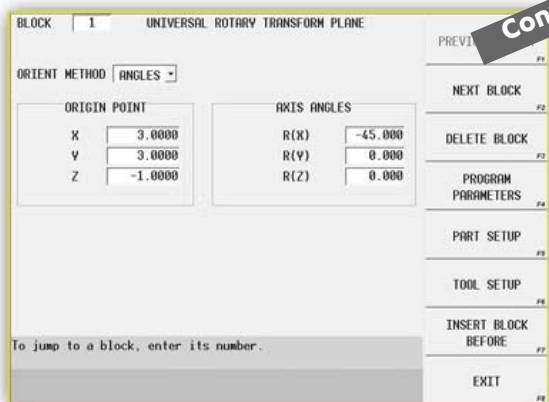 BLOCK 1 UNIVERSAL ROTARY TRANSFORM PLANE
ORIENT METHOD ANGLES
ORIGIN POINT
X 3.0000
Y 3.0000
Z -1.0000
AXIS ANGLES
R(X) -45.000
R(Y) 0.000
R(Z) 0.000
To jump to a block, enter its number.
Con
F1
NEXT BLOCK
F2
DELETE BLOCK
F3
PROGRAM
PARAMETERS
F4
PART SETUP
F5
TOOL SETUP
F6
INSERT BLOCK
BEFORE
F7
EXIT
F8